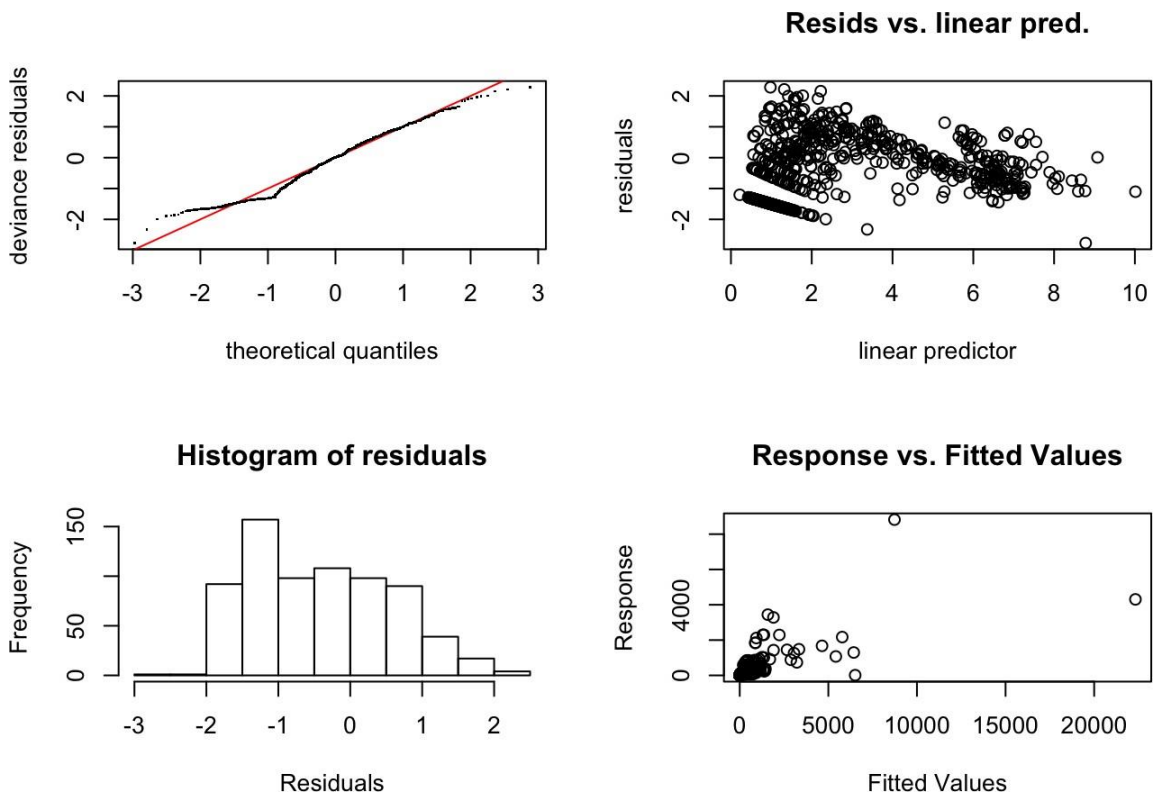 deviance residuals
2
0
-2
-3 -2 -1 0 1 2 3
theoretical quantiles
Resids vs. linear pred.
residuals
2
0
-2
0 2 4 6 8 10
linear predictor
Histogram of residuals
Frequency
150
50
0
-3 -2 -1 0 1 2
Residuals
Response vs. Fitted Values
Response
4000
0
0 5000 10000 15000 20000
Fitted Values